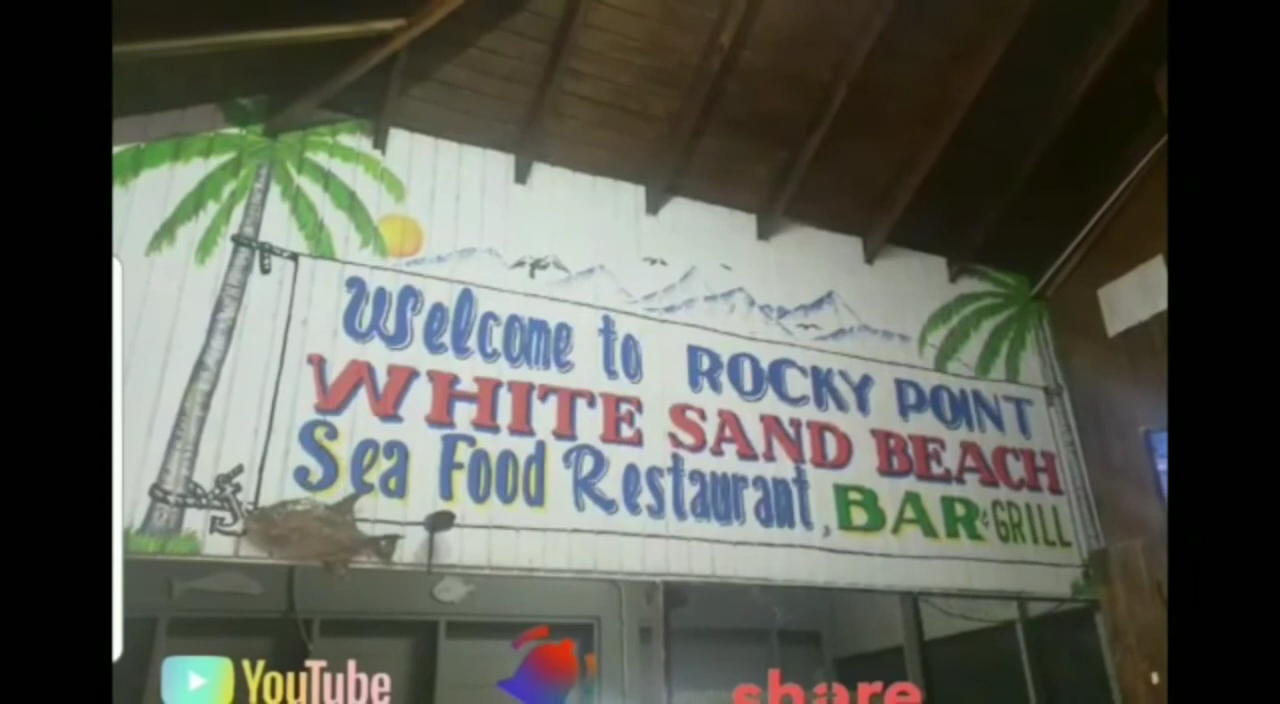 Welcome to ROCKY POINT
WHITE SAND BEACH
Sea Food Restaurant, BAR & GRILL
YouTube
share